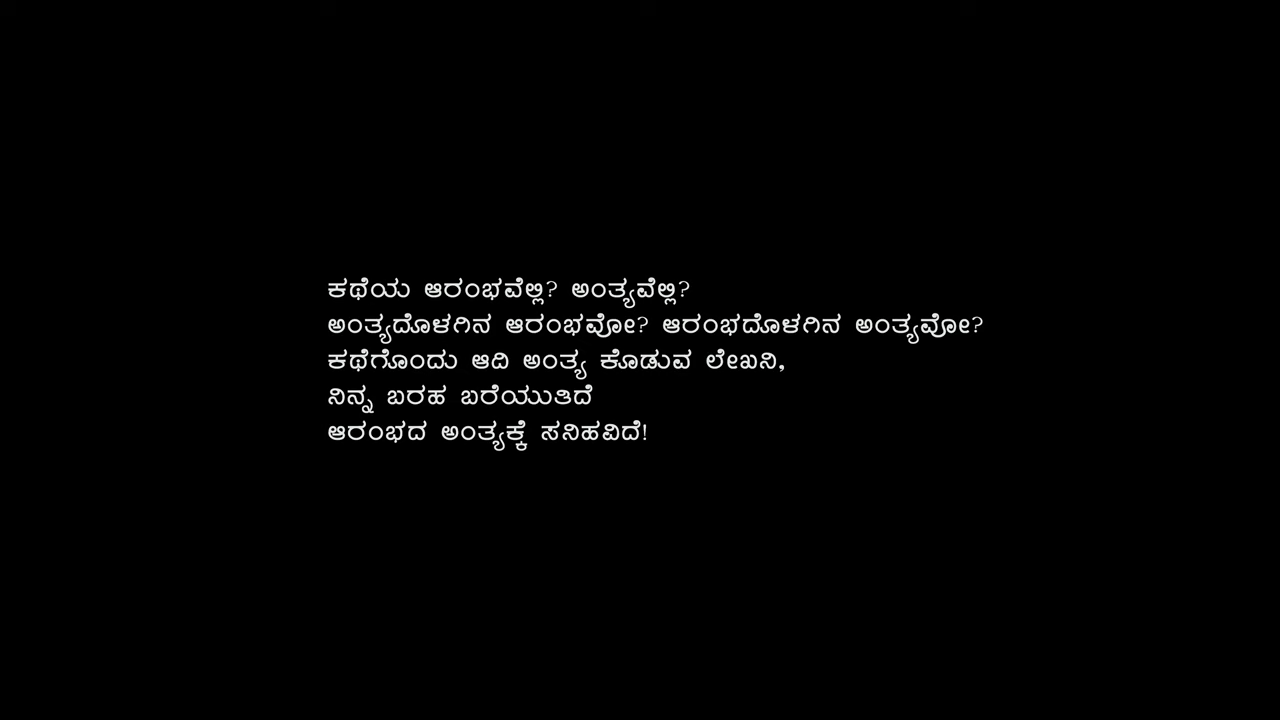 ಕಥೆಯ ಆರಂಭವೆಲ್ಲಿ? ಅಂತ್ಯವೆಲ್ಲಿ?
ಅಂತ್ಯದೊಳಗಿನ ಆರಂಭವೋ? ಆರಂಭದೊಳಗಿನ ಅಂತ್ಯವೋ?
ಕಥೆಗೊಂದು ಆದಿ ಅಂತ್ಯ ಕೊಡುವ ಲೇಖನಿ,
ನಿನ್ನ ಬರಹ ಬರೆಯುತಿದೆ
ಆರಂಭದ ಅಂತ್ಯಕ್ಕೆ ಸನಿಹವಿದೆ!